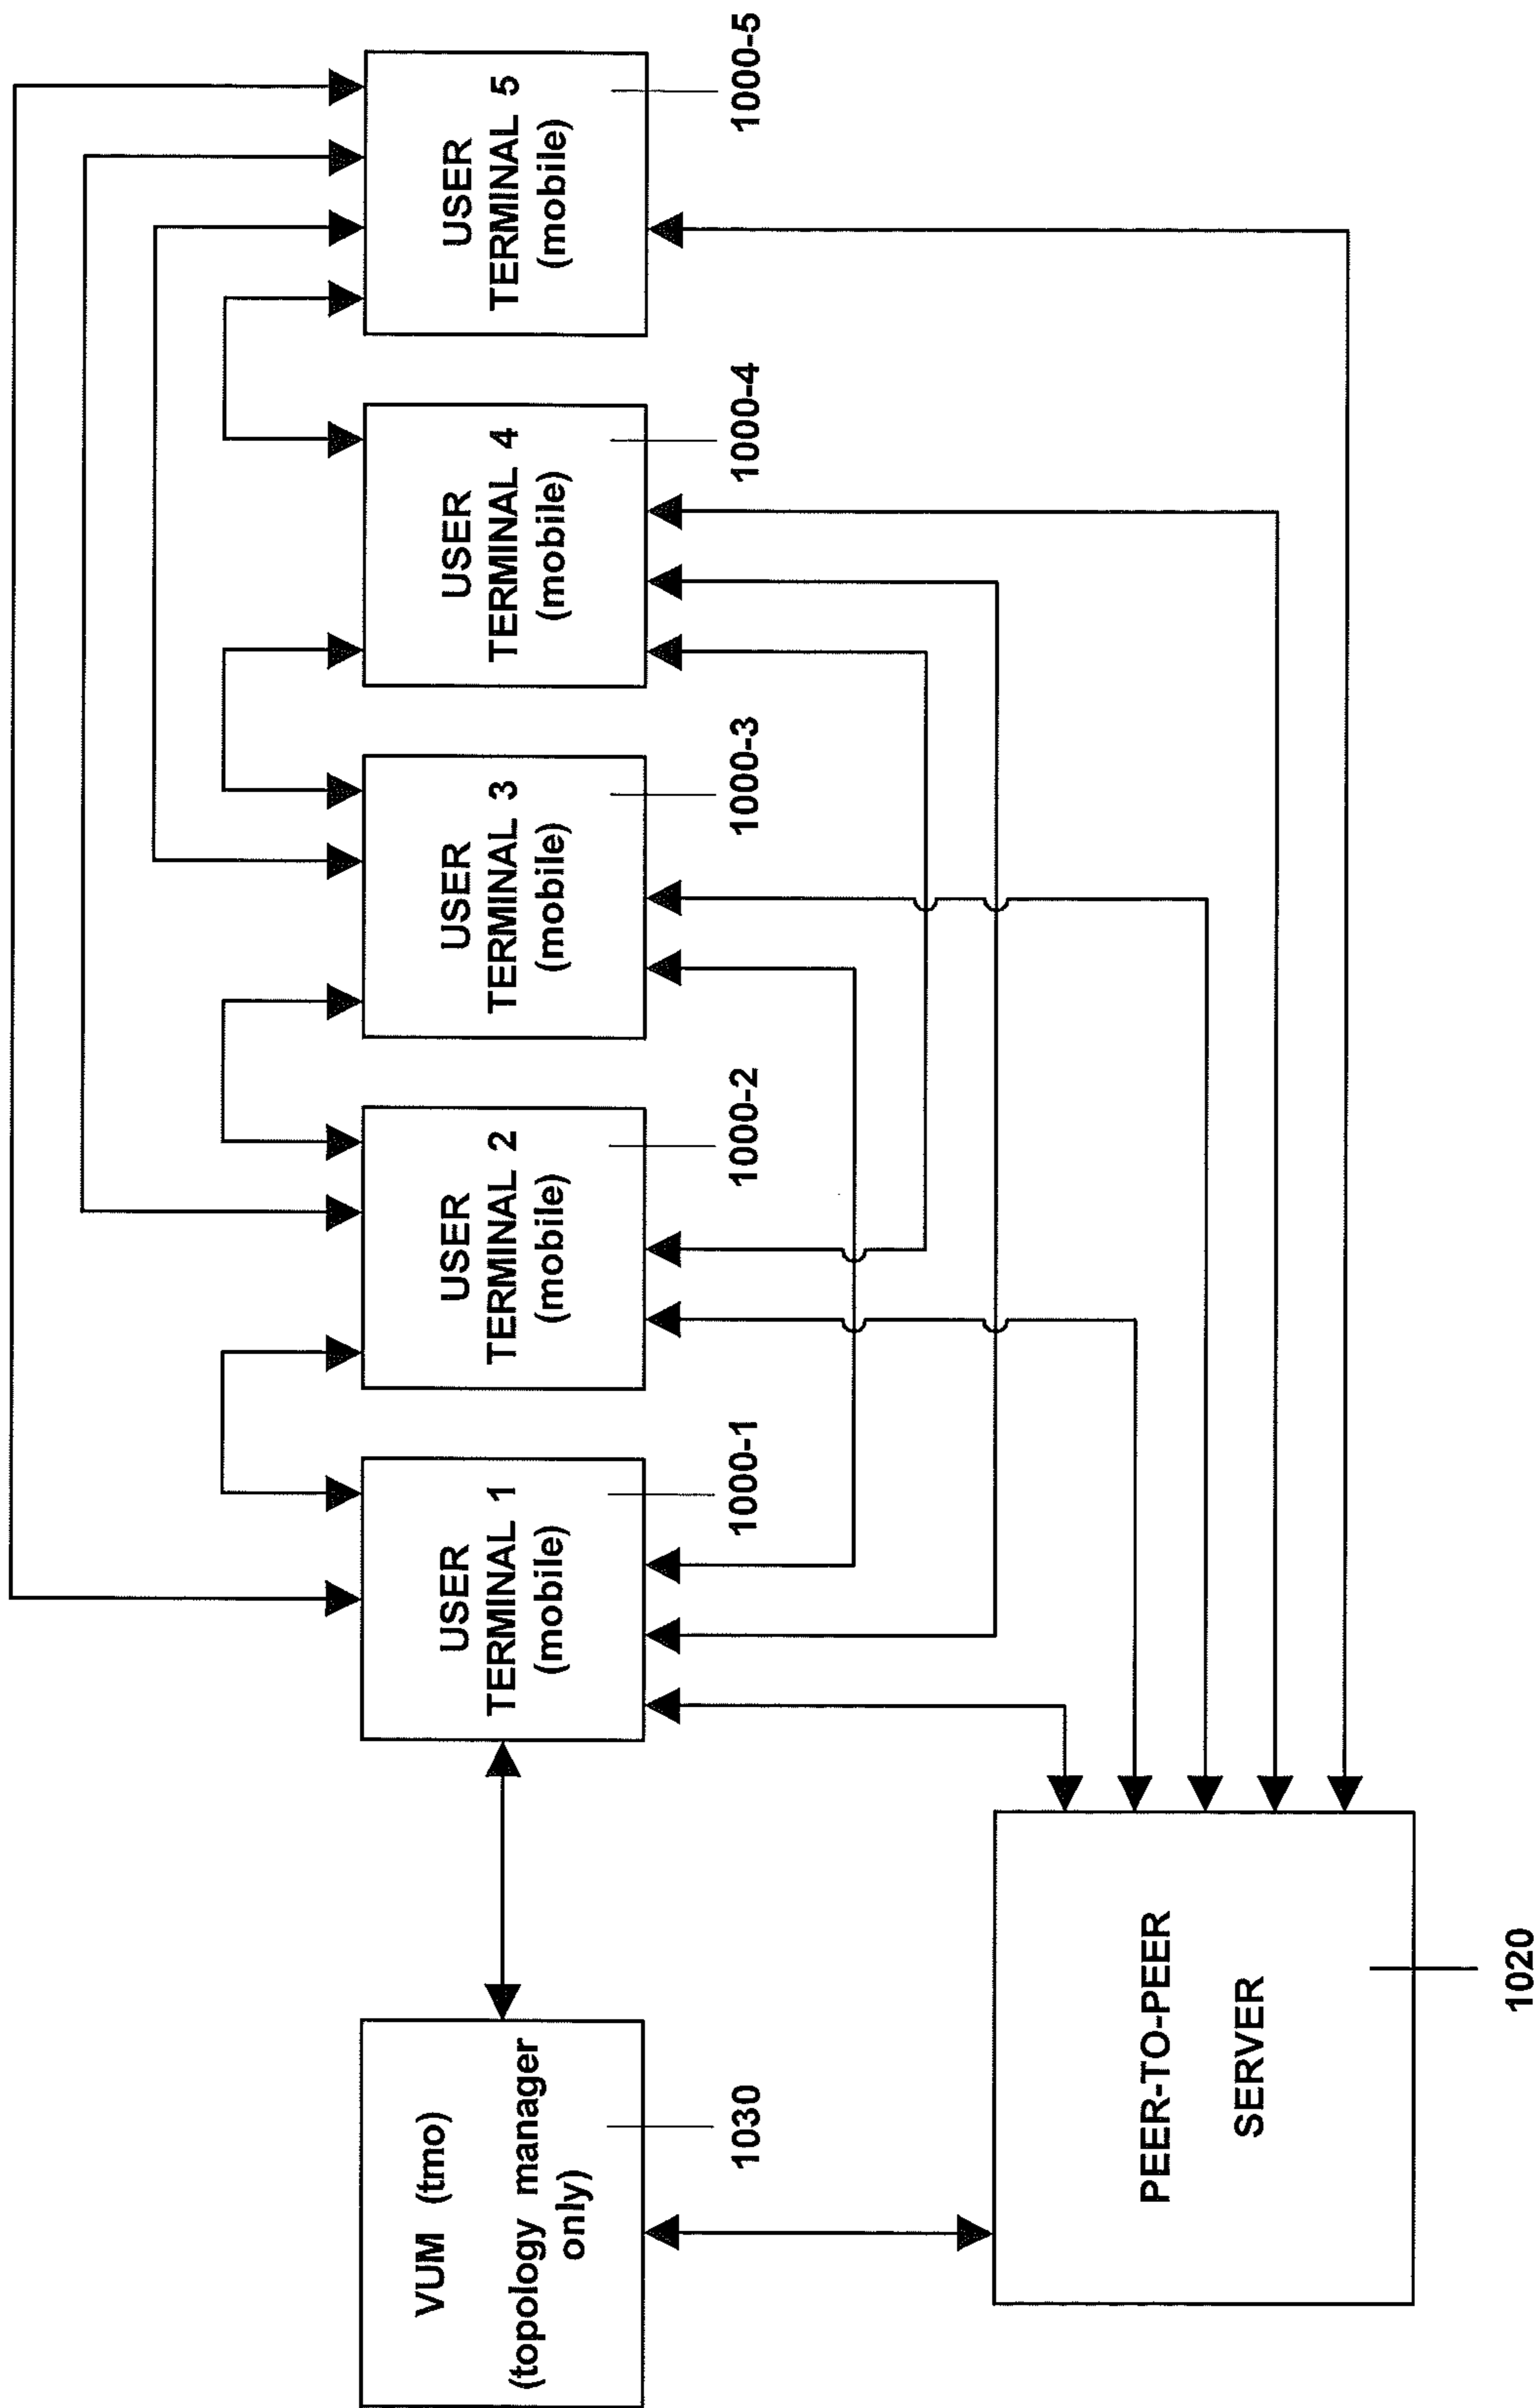 VUM (tmo)
(topology manager
only)
1030
USER
TERMINAL 1
(mobile)
1000-1
USER
TERMINAL 2
(mobile)
1000-2
USER
TERMINAL 3
(mobile)
1000-3
USER
TERMINAL 4
(mobile)
1000-4
USER
TERMINAL 5
(mobile)
1000-5
PEER-TO-PEER
SERVER
1020